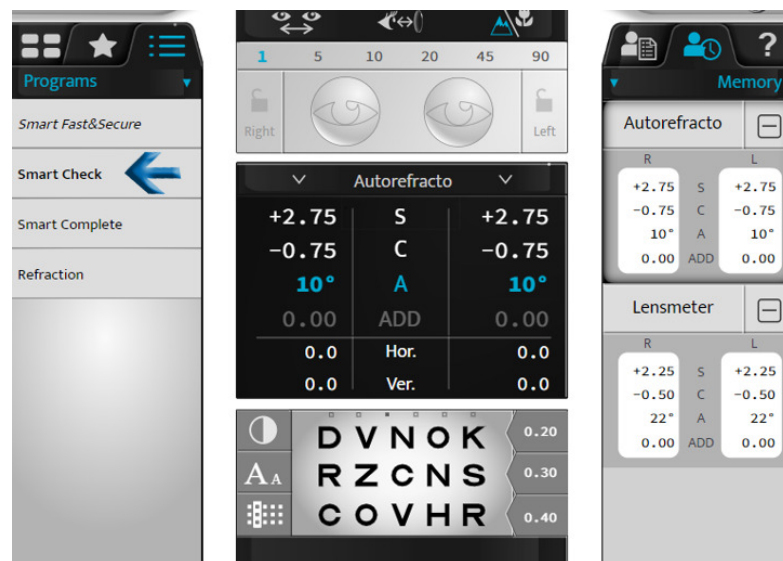 Programs
Smart Fast&Secure
Smart Check
Smart Complete
Refraction
1 5 10 20 45 90
Right Left
Autorefracto
+2.75 S +2.75
-0.75 C -0.75
10° A 10°
0.00 ADD 0.00
0.0 Hor. 0.0
0.0 Ver. 0.0
D V N O K 0.20
A A R Z C N S 0.30
C O V H R 0.40
?
Memory
Autorefracto
R L
+2.75 S +2.75
-0.75 C -0.75
10° A 10°
0.00 ADD 0.00
Lensmeter
R L
+2.25 S +2.25
-0.50 C -0.50
22° A 22°
0.00 ADD 0.00